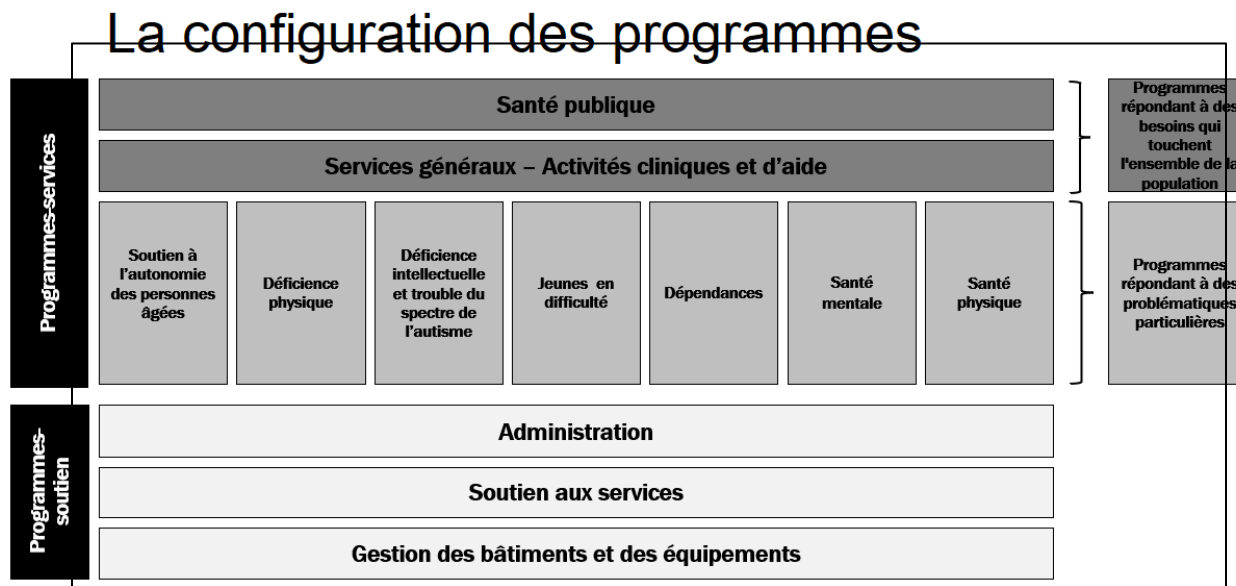 La configuration des programmes
Programmes-services
Santé publique
Services généraux – Activités cliniques et d'aide
Programmes
répondant à des
besoins qui
touchent
l'ensemble de la
population
Soutien à
l'autonomie
des personnes
âgées
Déficience
physique
Déficience
intellectuelle
et trouble du
spectre de
l'autisme
Jeunes en
difficulté
Dépendances
Santé
mentale
Santé
physique
Programmes
répondant à des
problématiques
particulières
Programmes-
soutien
Administration
Soutien aux services
Gestion des bâtiments et des équipements